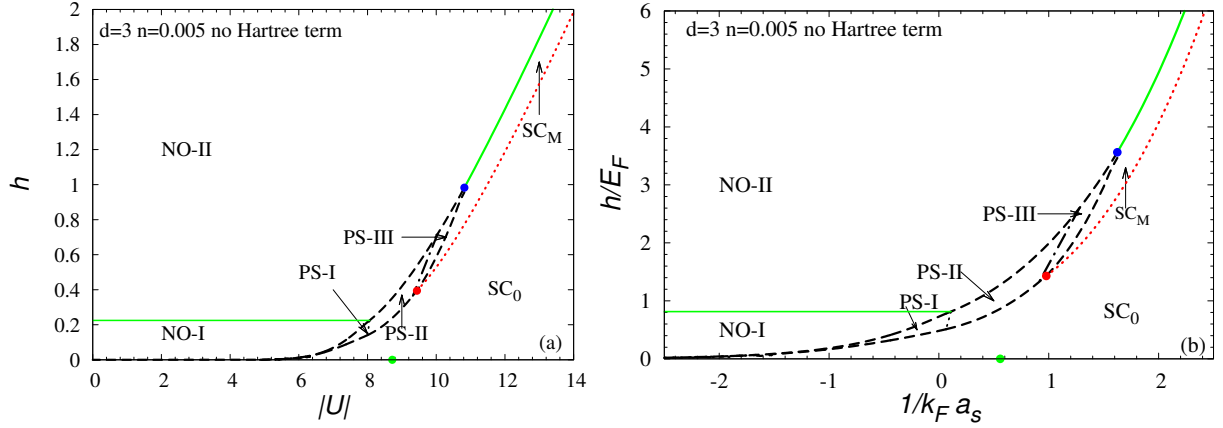 d=3 n=0.005 no Hartree term
2
1.8
1.6
1.4
1.2
1
0.8
0.6
0.4
0.2
0
h
NO-II
SC_M
PS-III
PS-I
SC_0
NO-I
PS-II
(a)
0 2 4 6 8 10 12 14
|U|
d=3 n=0.005 no Hartree term
6
5
4
3
2
1
0
h/E_F
NO-II
PS-III
SC_M
PS-II
PS-I
SC_0
NO-I
(b)
-2 -1 0 1 2
1/k_F a_s